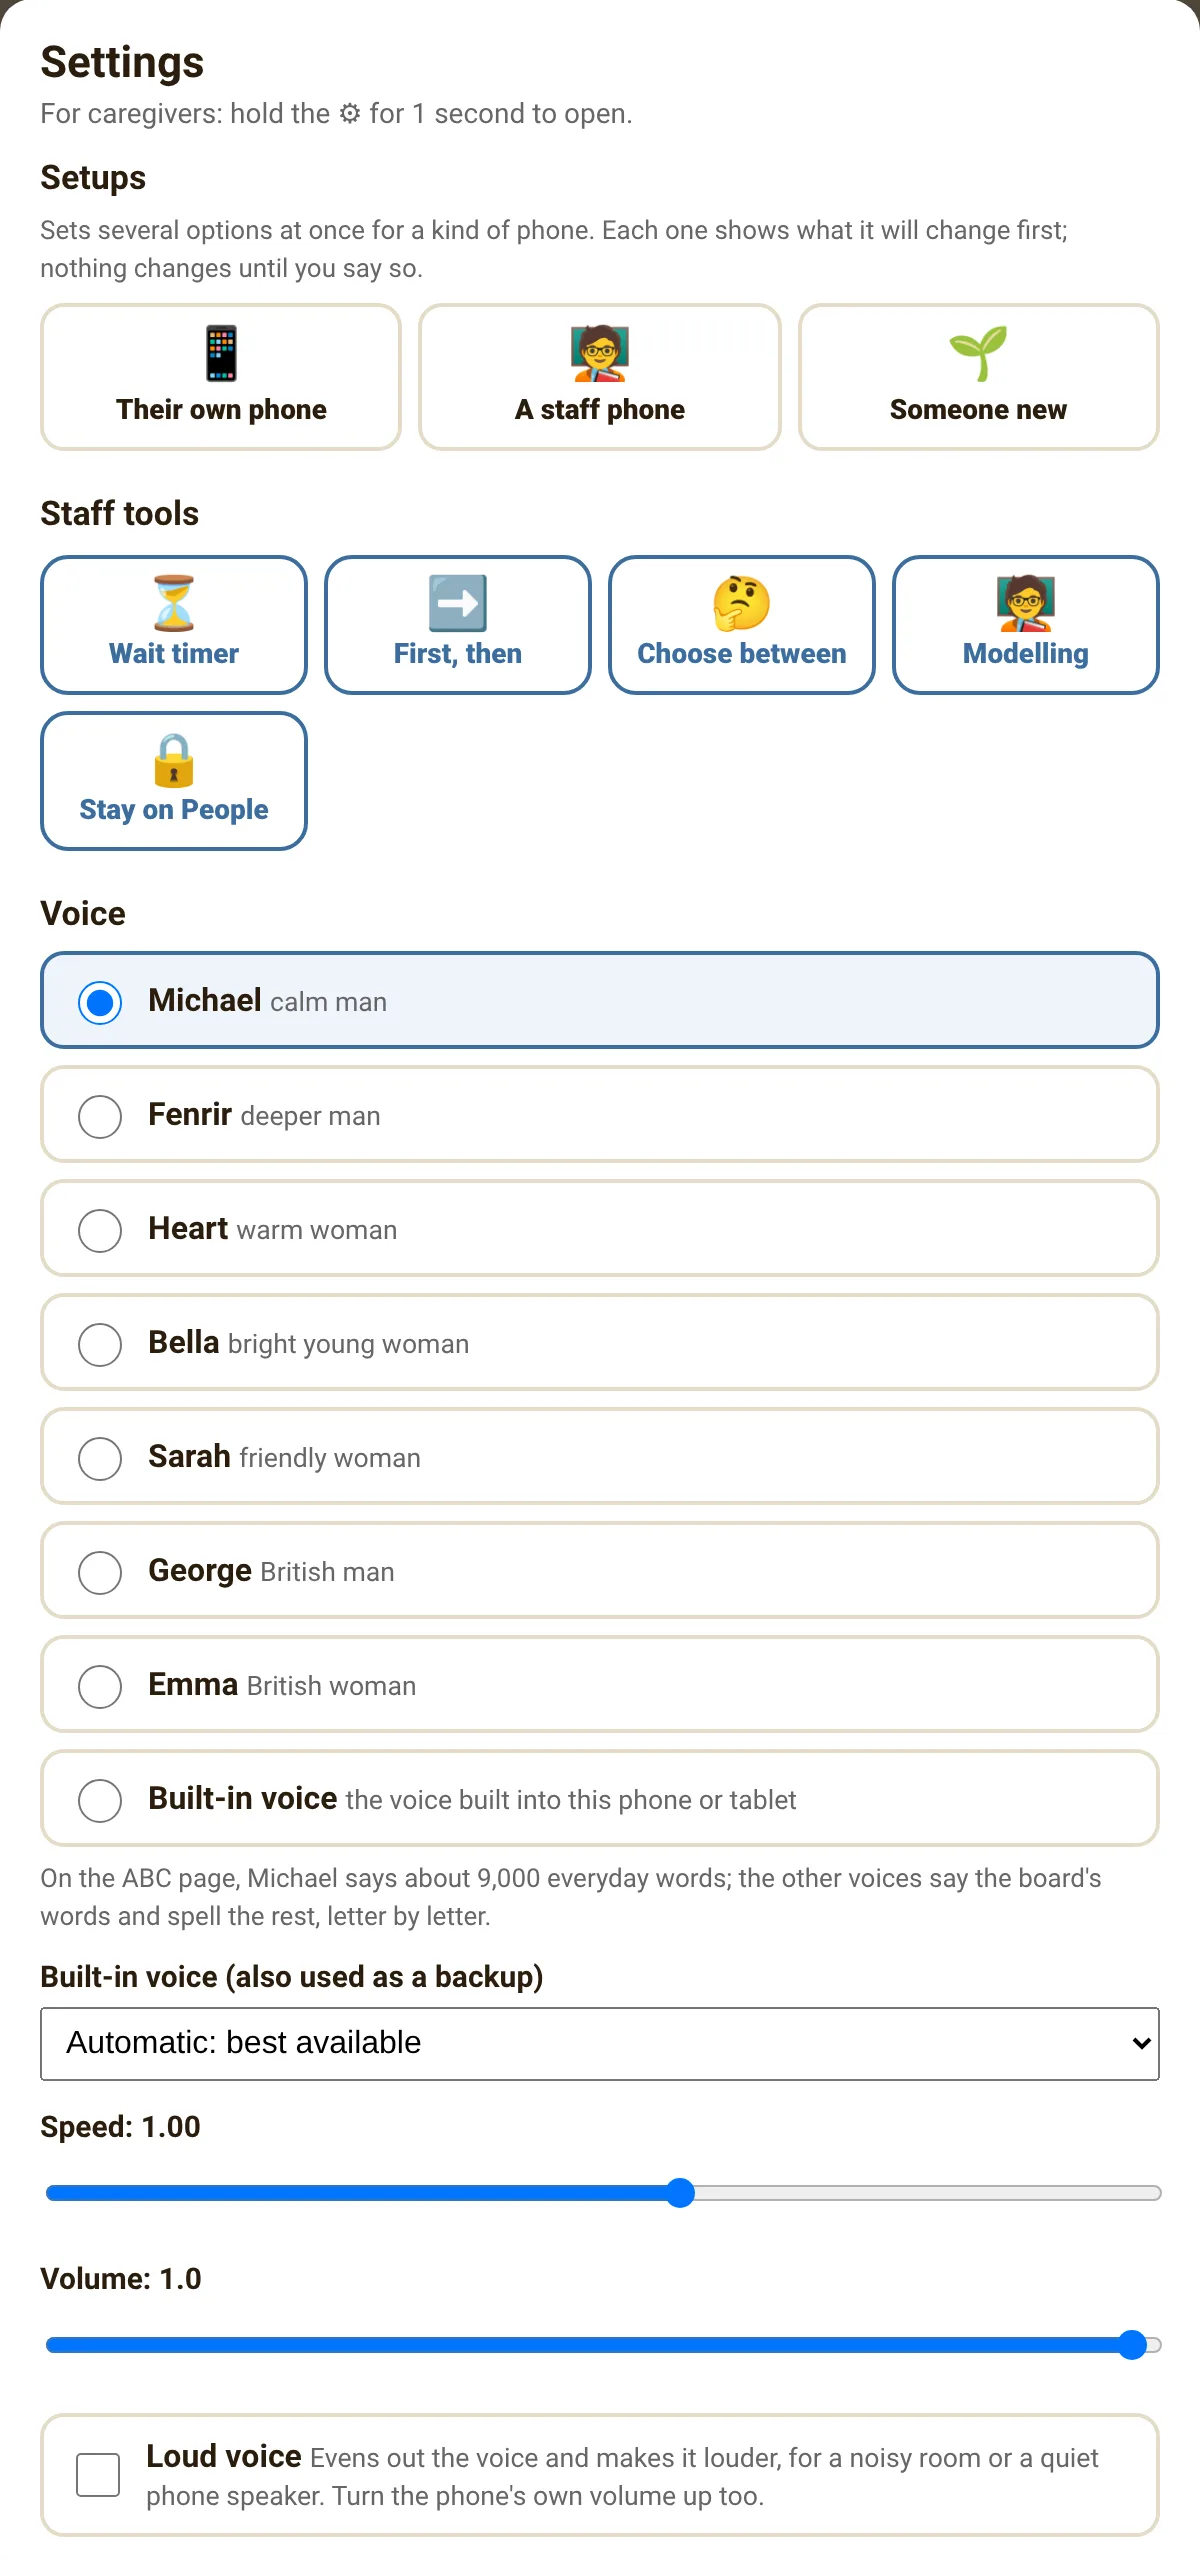 Settings
For caregivers: hold the ⚙ for 1 second to open.
Setups
Sets several options at once for a kind of phone. Each one shows what it will change first;
nothing changes until you say so.
Their own phone
A staff phone
Someone new
Staff tools
Wait timer
First, then
Choose between
Modelling
Stay on People
Voice
Michael calm man
Fenrir deeper man
Heart warm woman
Bella bright young woman
Sarah friendly woman
George British man
Emma British woman
Built-in voice the voice built into this phone or tablet
On the ABC page, Michael says about 9,000 everyday words; the other voices say the board's
words and spell the rest, letter by letter.
Built-in voice (also used as a backup)
Automatic: best available
Speed: 1.00
Volume: 1.0
Loud voice Evens out the voice and makes it louder, for a noisy room or a quiet
phone speaker. Turn the phone's own volume up too.